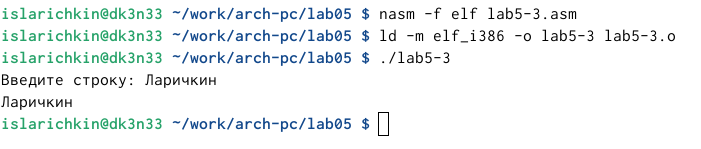 islarichkin@dk3n33 ~/work/arch-pc/lab05 $ nasm -f elf lab5-3.asm
islarichkin@dk3n33 ~/work/arch-pc/lab05 $ ld -m elf_i386 -o lab5-3 lab5-3.o
islarichkin@dk3n33 ~/work/arch-pc/lab05 $ ./lab5-3
Введите строку: Ларичкин
Ларичкин
islarichkin@dk3n33 ~/work/arch-pc/lab05 $